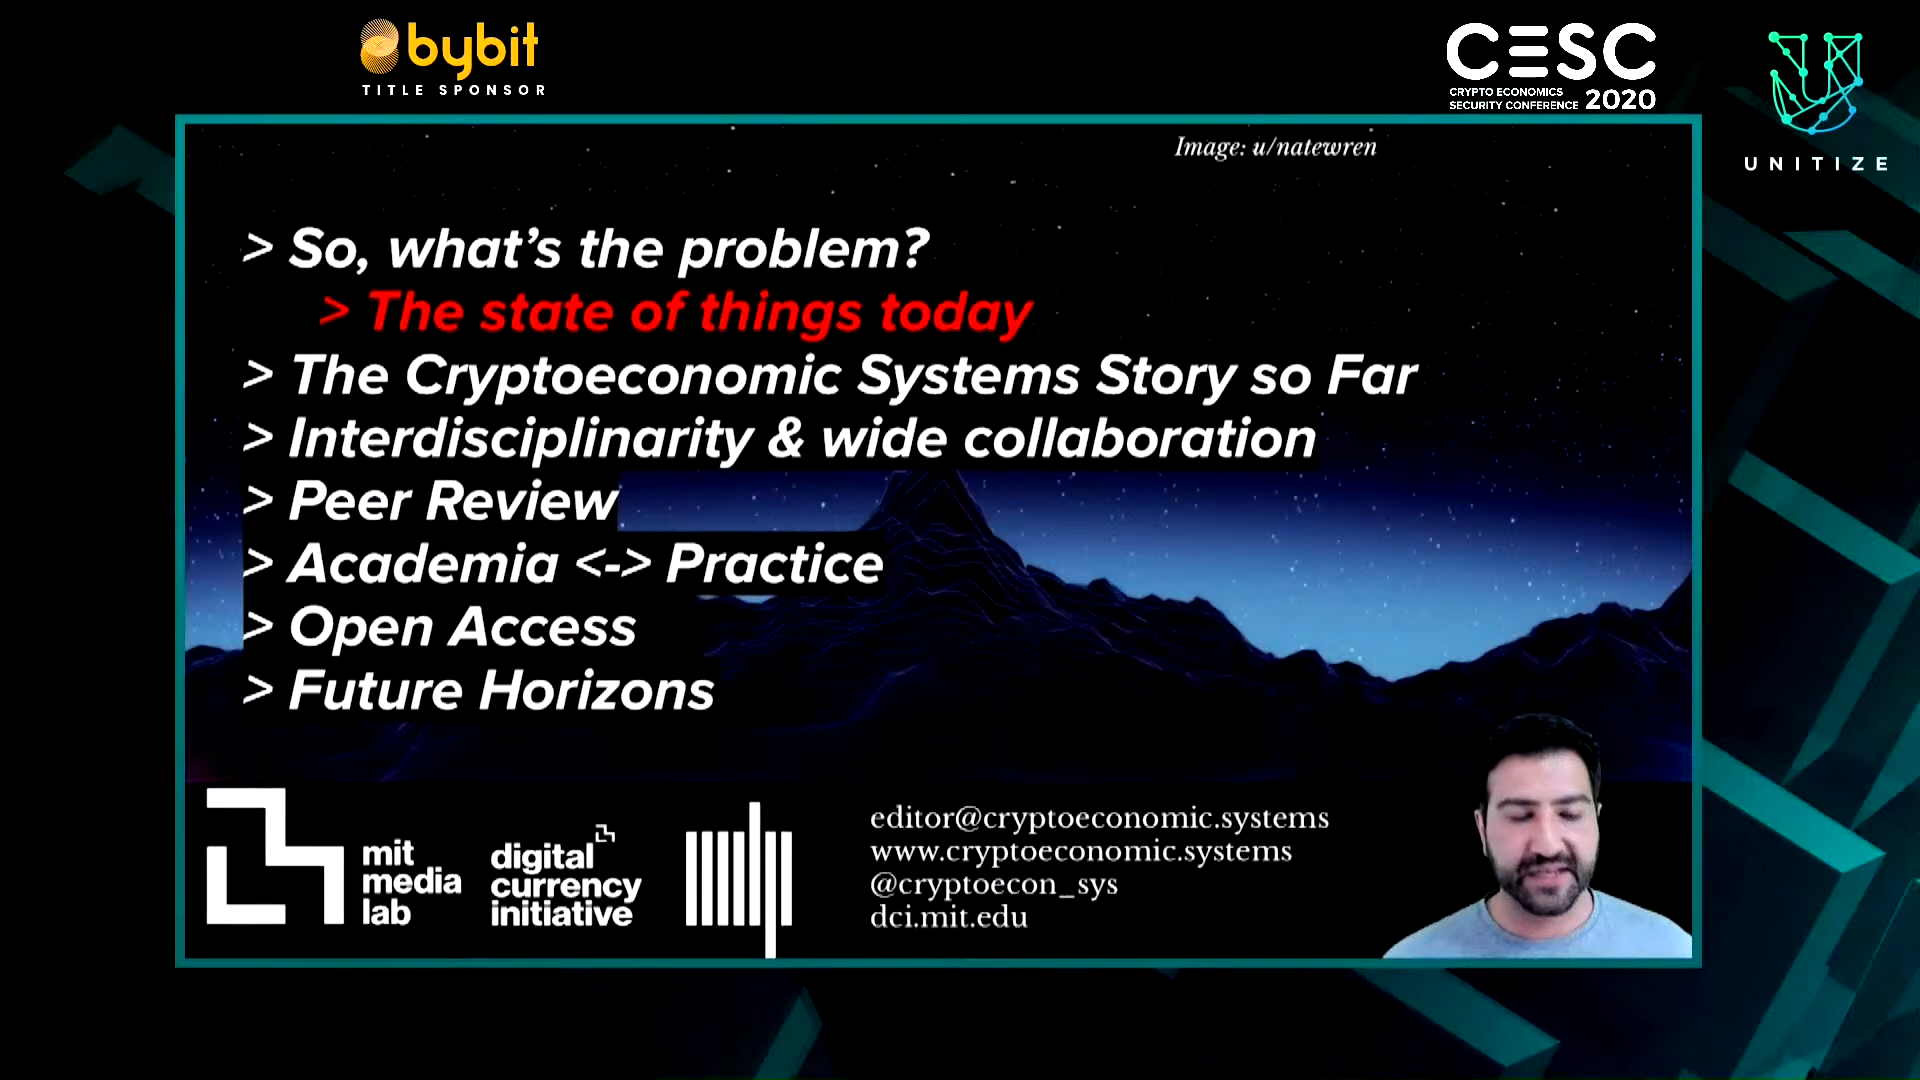 bybit
TITLE SPONSOR
CESC
CRYPTO ECONOMICS
SECURITY CONFERENCE 2020
UNITIZE
Image: u/natewren
> So, what's the problem?
> The state of things today
> The Cryptoeconomic Systems Story so Far
> Interdisciplinarity & wide collaboration
> Peer Review
> Academia <-> Practice
> Open Access
> Future Horizons
mit
media
lab
digital
currency
initiative
editor@cryptoeconomic.systems
www.cryptoeconomic.systems
@cryptoecon_sys
dci.mit.edu